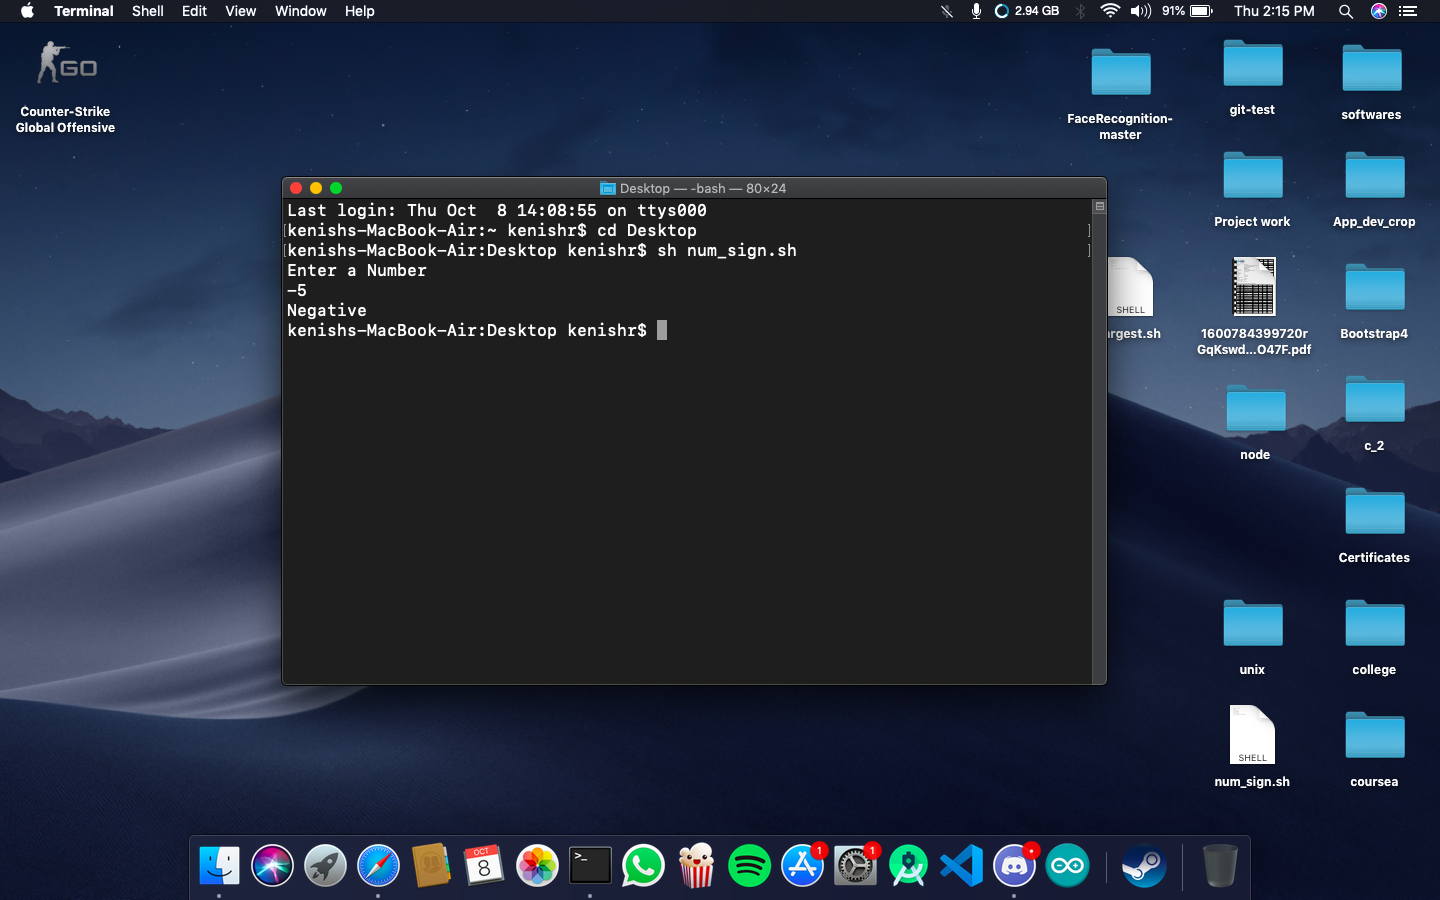 Terminal Shell Edit View Window Help 2.94 GB 91% Thu 2:15 PM
GO
Counter-Strike
Global Offensive
FaceRecognition-
master
git-test
softwares
Project work
App_dev_crop
Desktop — -bash — 80×24
Last login: Thu Oct  8 14:08:55 on ttys000
[kenishs-MacBook-Air:~ kenishr$ cd Desktop ]
[kenishs-MacBook-Air:Desktop kenishr$ sh num_sign.sh ]
Enter a Number
-5
Negative
kenishs-MacBook-Air:Desktop kenishr$
SHELL
argest.sh
1600784399720r
GqKswd...O47F.pdf
Bootstrap4
node
c_2
Certificates
unix
college
SHELL
num_sign.sh
coursea
OCT
8
>_
1
1